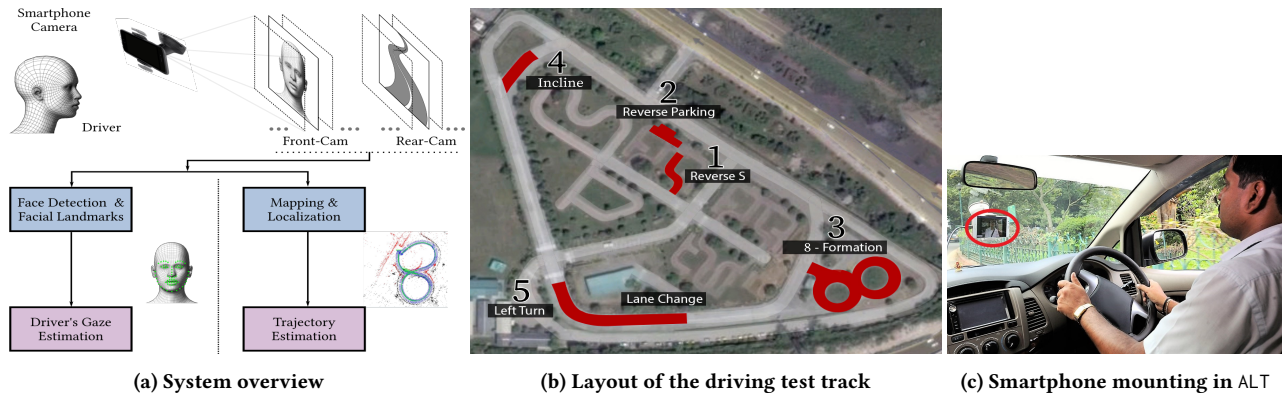 Smartphone
Camera
Driver
Front-Cam
Rear-Cam
Face Detection &
Facial Landmarks
Mapping &
Localization
Driver's Gaze
Estimation
Trajectory
Estimation
(a) System overview
4
Incline
2
Reverse Parking
1
Reverse S
3
8 - Formation
5
Left Turn
Lane Change
(b) Layout of the driving test track
(c) Smartphone mounting in ALT